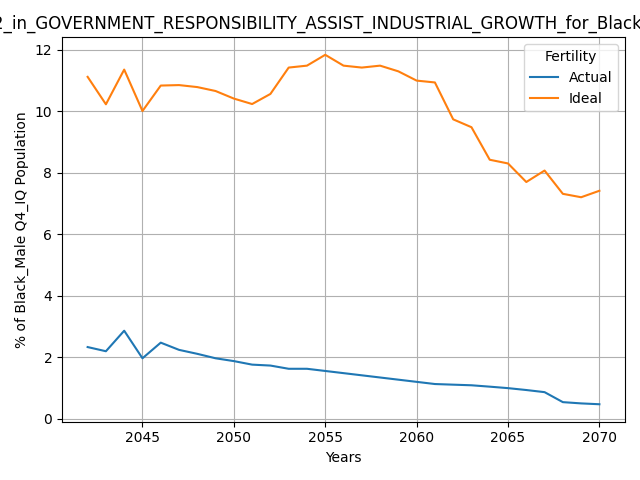 2_in_GOVERNMENT_RESPONSIBILITY_ASSIST_INDUSTRIAL_GROWTH_for_Black
12
10
8
6
4
2
0
% of Black_Male Q4_IQ Population
Fertility
Actual
Ideal
2045 2050 2055 2060 2065 2070
Years